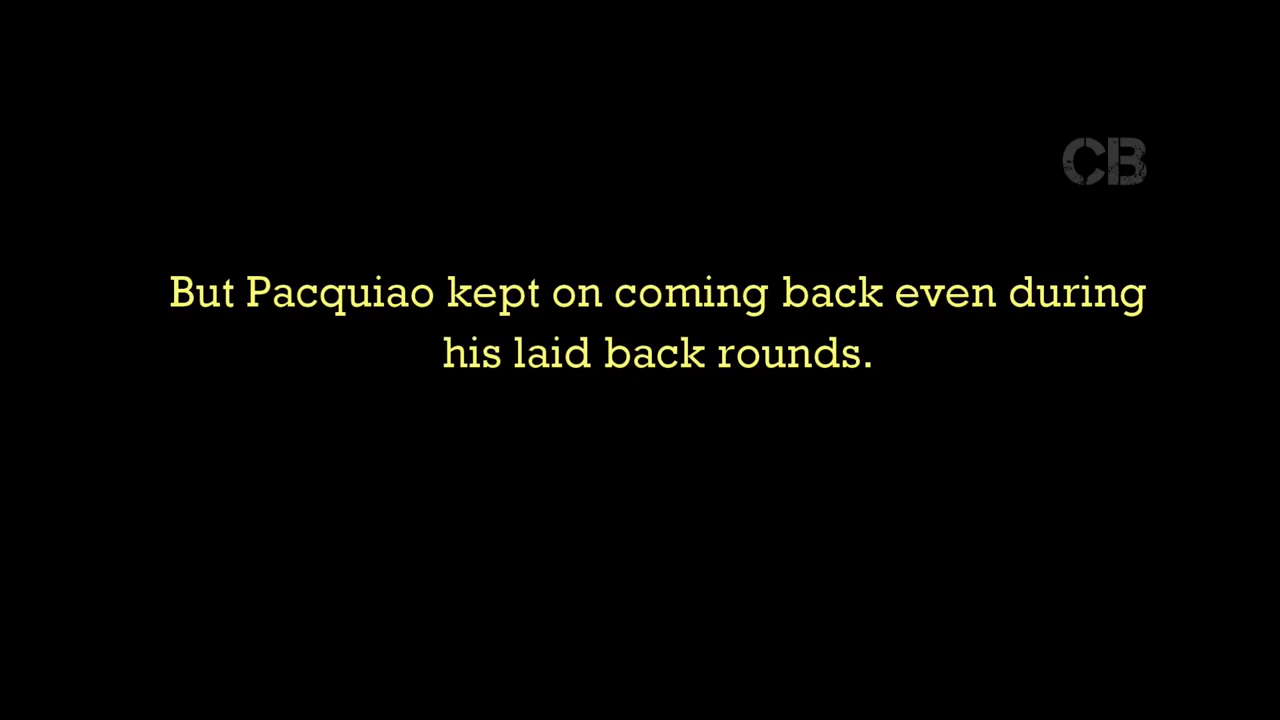 CB
But Pacquiao kept on coming back even during
his laid back rounds.